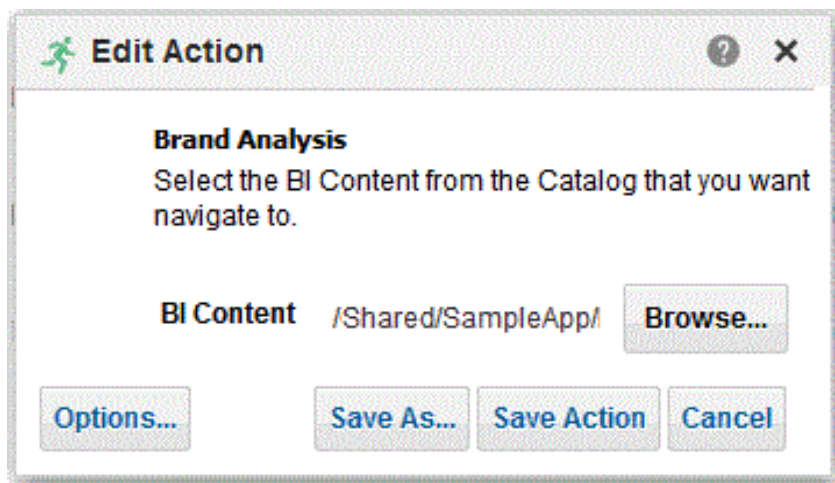 Edit Action
Brand Analysis
Select the BI Content from the Catalog that you want
navigate to.
BI Content /Shared/SampleApp/ Browse...
Options... Save As... Save Action Cancel